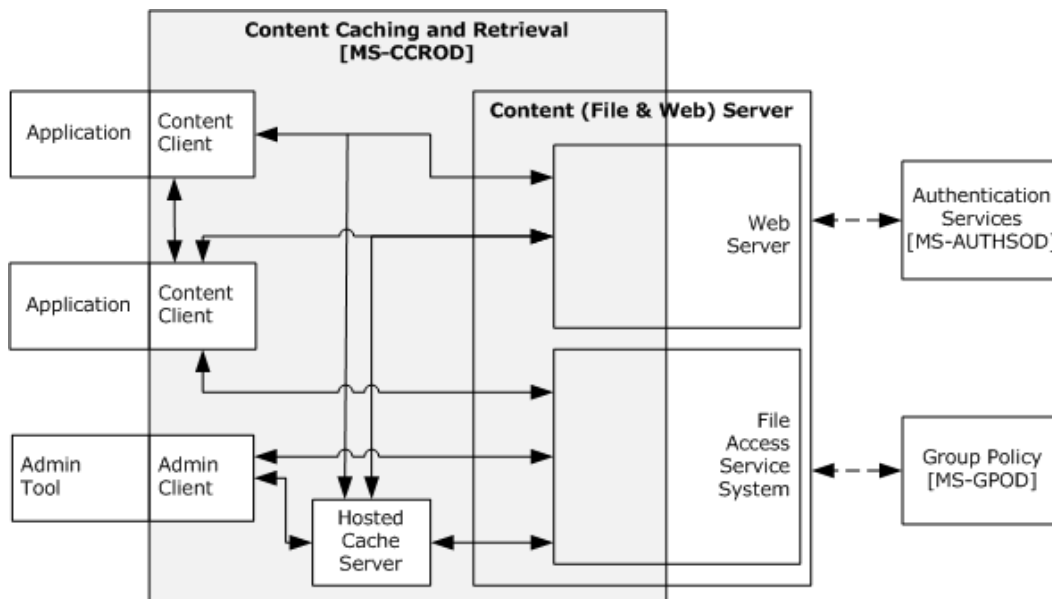 Content Caching and Retrieval
[MS-CCROD]
Content (File & Web) Server
Application
Content
Client
Web
Server
Authentication
Services
[MS-AUTHSOD]
Application
Content
Client
File
Access
Service
System
Admin
Tool
Admin
Client
Hosted
Cache
Server
Group Policy
[MS-GPOD]